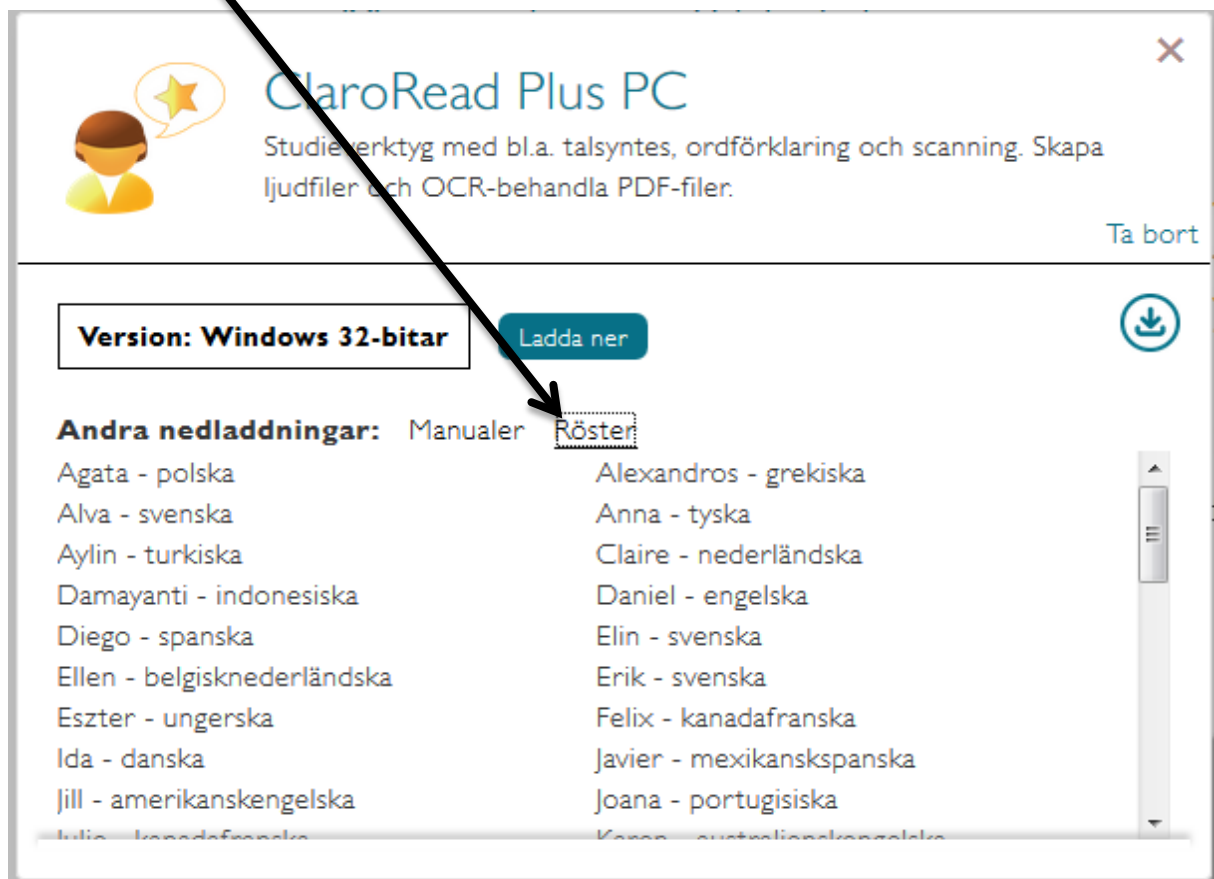 ClaroRead Plus PC
Studieverktyg med bl.a. talsyntes, ordförklaring och scanning. Skapa
ljudfiler och OCR-behandla PDF-filer.
Ta bort
Version: Windows 32-bitar Ladda ner
Andra nedladdningar: Manualer Röster
Agata - polska Alexandros - grekiska
Alva - svenska Anna - tyska
Aylin - turkiska Claire - nederländska
Damayanti - indonesiska Daniel - engelska
Diego - spanska Elin - svenska
Ellen - belgisknederländska Erik - svenska
Eszter - ungerska Felix - kanadafranska
Ida - danska Javier - mexikanskspanska
Jill - amerikanskengelska Joana - portugisiska